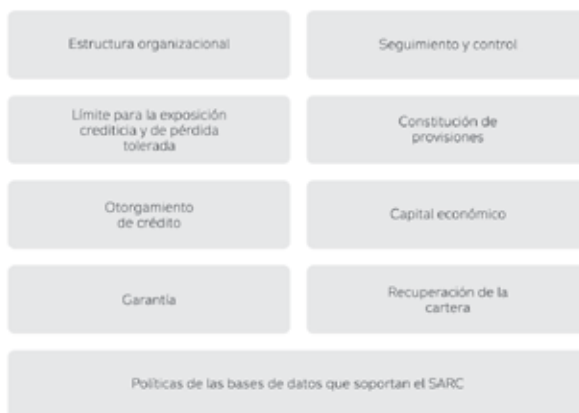 Estructura organizacional
Seguimiento y control
Límite para la exposición
crediticia y de pérdida
tolerada
Constitución de
provisiones
Otorgamiento
de crédito
Capital económico
Garantía
Recuperación de la
cartera
Políticas de las bases de datos que soportan el SARC